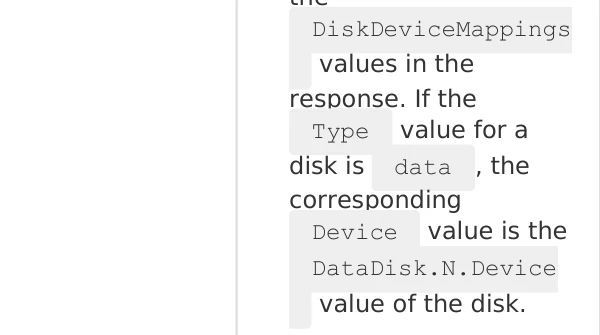 the
DiskDeviceMappings
values in the
response. If the
Type value for a
disk is data , the
corresponding
Device value is the
DataDisk.N.Device
value of the disk.